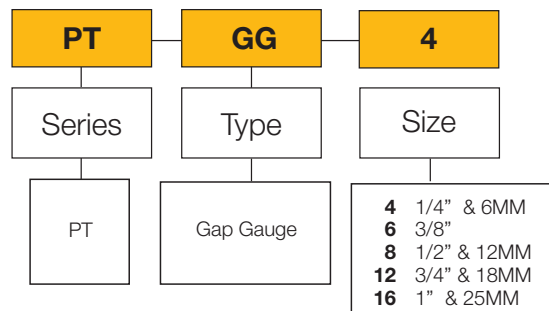 PT GG 4
Series Type Size
PT Gap Gauge
4 1/4” & 6MM
6 3/8”
8 1/2” & 12MM
12 3/4” & 18MM
16 1” & 25MM